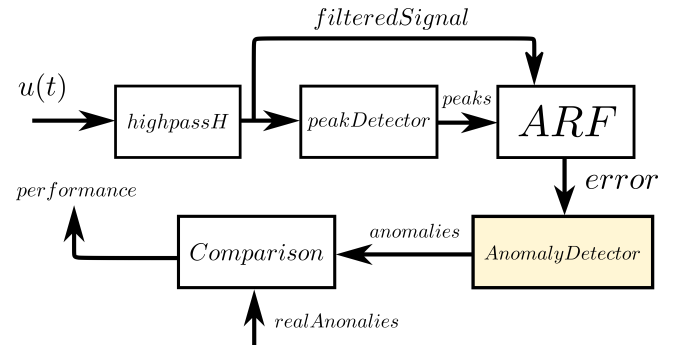 filteredSignal
u(t)
highpassH
peakDetector
peaks
ARF
error
performance
Comparison
anomalies
AnomalyDetector
realAnonalies